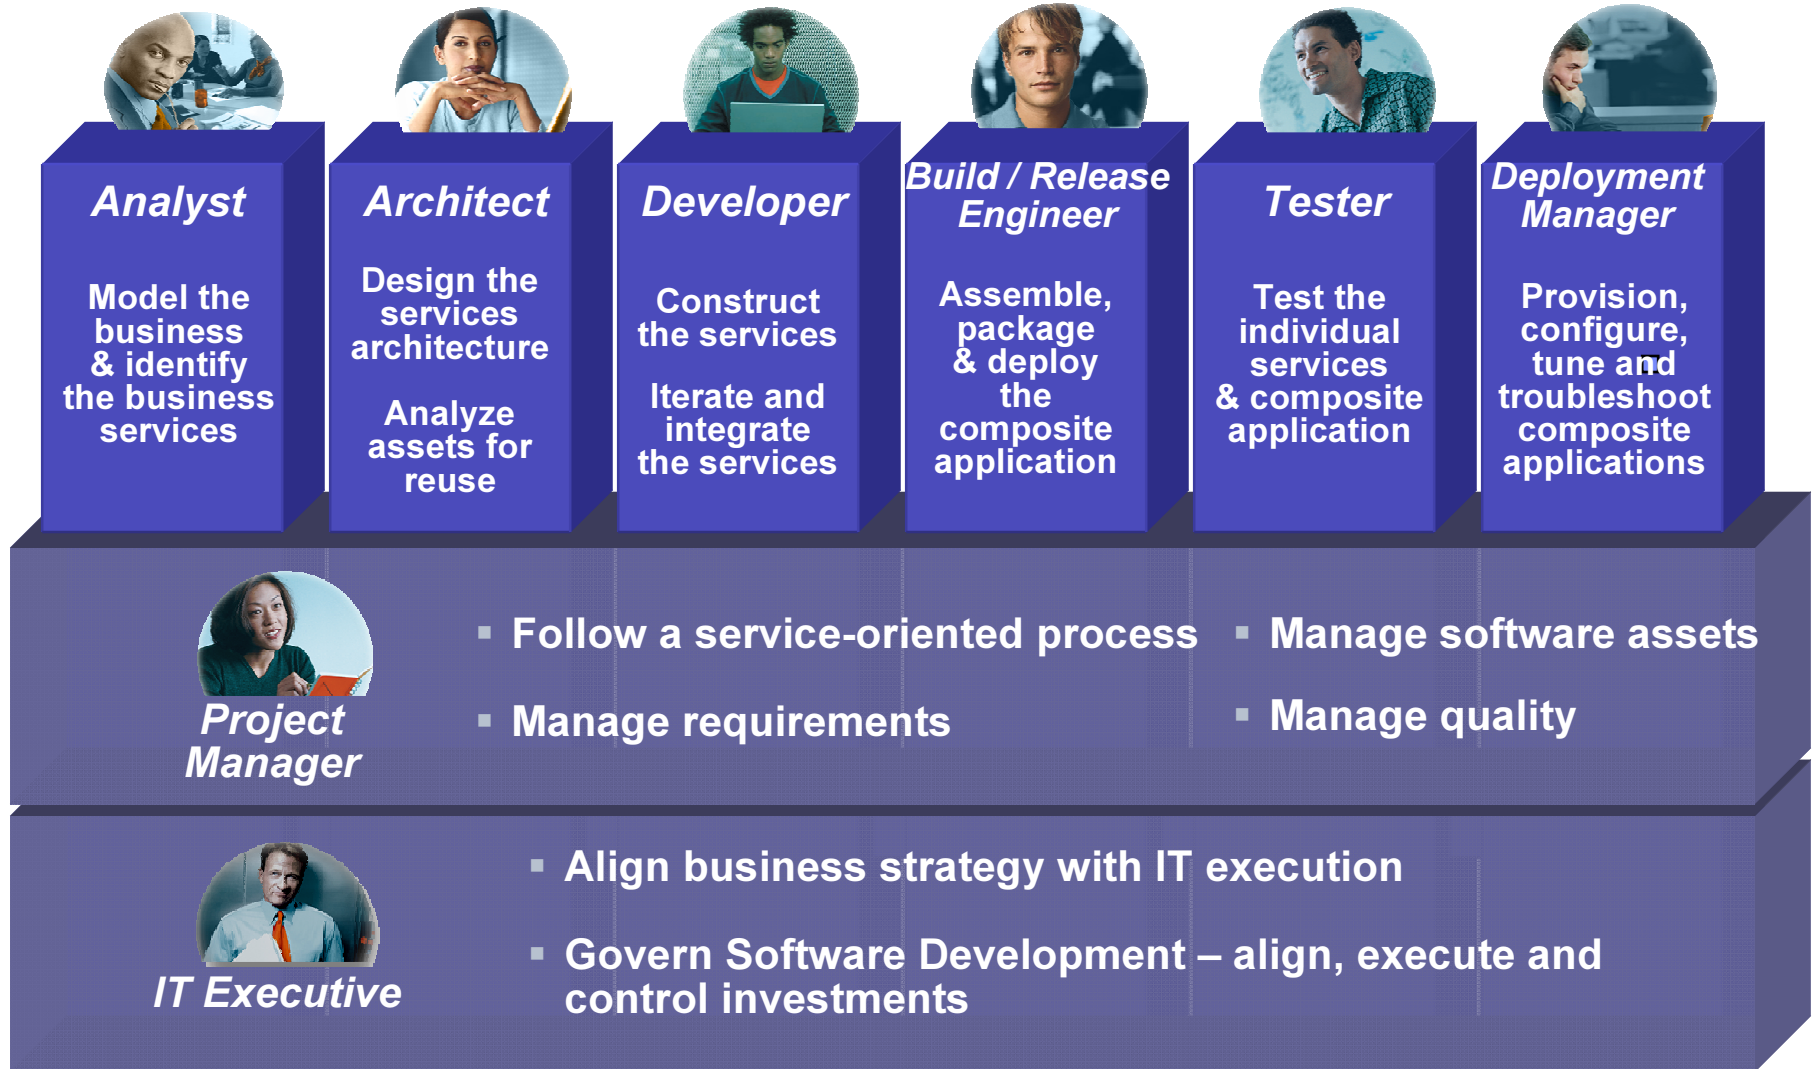 Analyst
Model the
business
& identify
the business
services
Architect
Design the
services
architecture
Analyze
assets for
reuse
Developer
Construct
the services
Iterate and
integrate
the services
Build / Release
Engineer
Assemble,
package
& deploy
the
composite
application
Tester
Test the
individual
services
& composite
application
Deployment
Manager
Provision,
configure,
tune and
troubleshoot
composite
applications
Project
Manager
▪ Follow a service-oriented process
▪ Manage requirements
▪ Manage software assets
▪ Manage quality
IT Executive
▪ Align business strategy with IT execution
▪ Govern Software Development – align, execute and
control investments